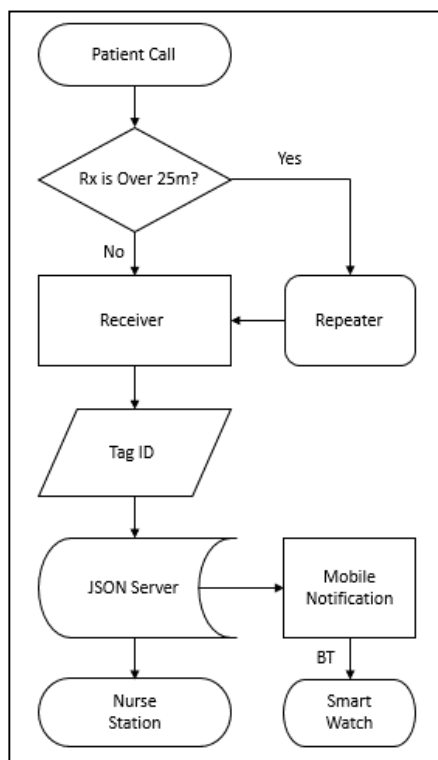 Patient Call
Rx is Over 25m?
Yes
No
Receiver
Repeater
Tag ID
JSON Server
Mobile
Notification
BT
Nurse
Station
Smart
Watch